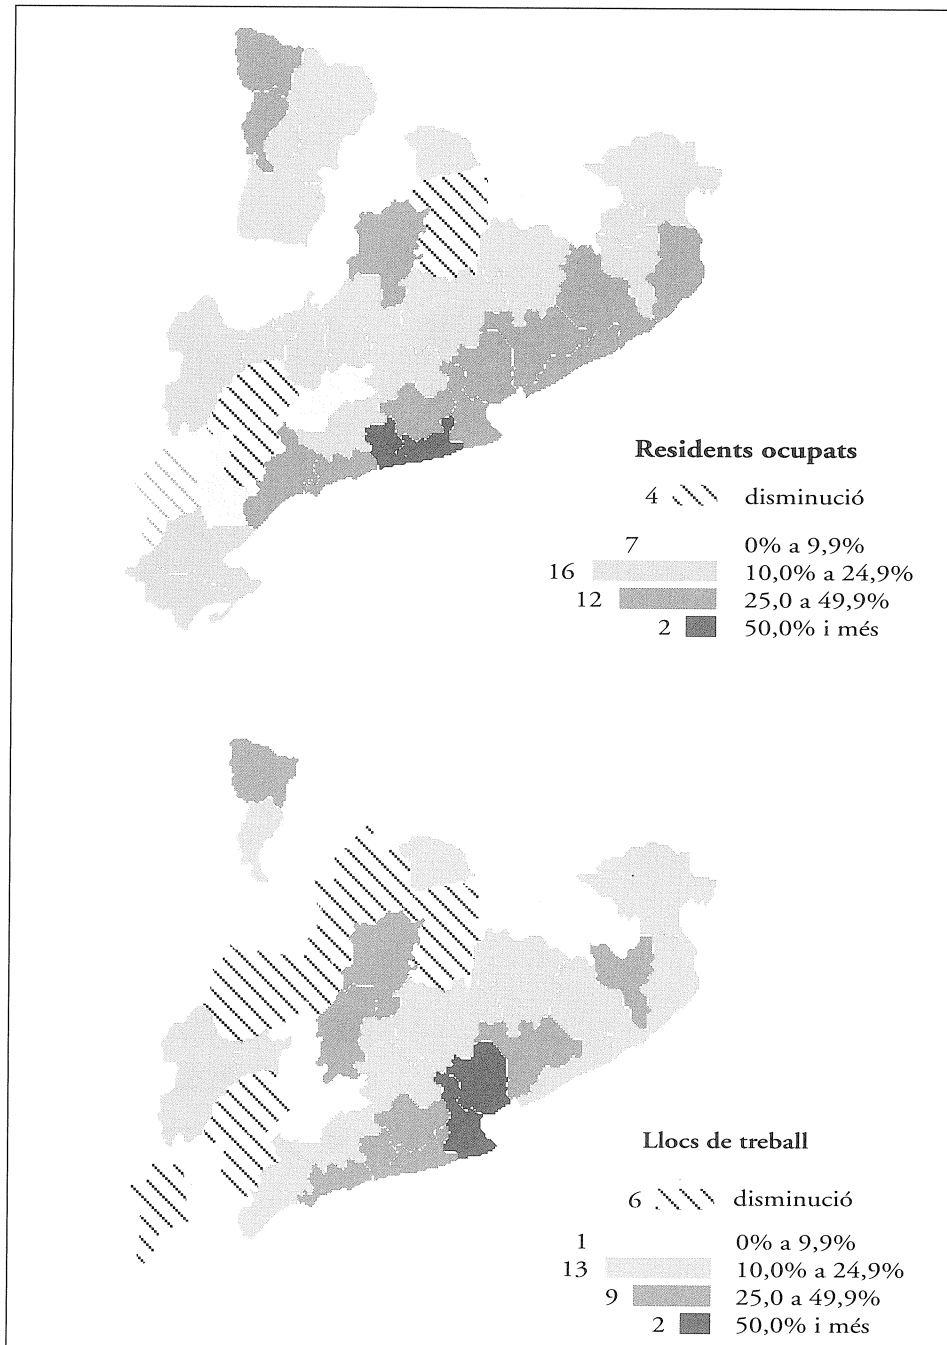 Residents ocupats
4 disminució
7 0% a 9,9%
16 10,0% a 24,9%
12 25,0 a 49,9%
2 50,0% i més
Llocs de treball
6 disminució
1 0% a 9,9%
13 10,0% a 24,9%
9 25,0 a 49,9%
2 50,0% i més